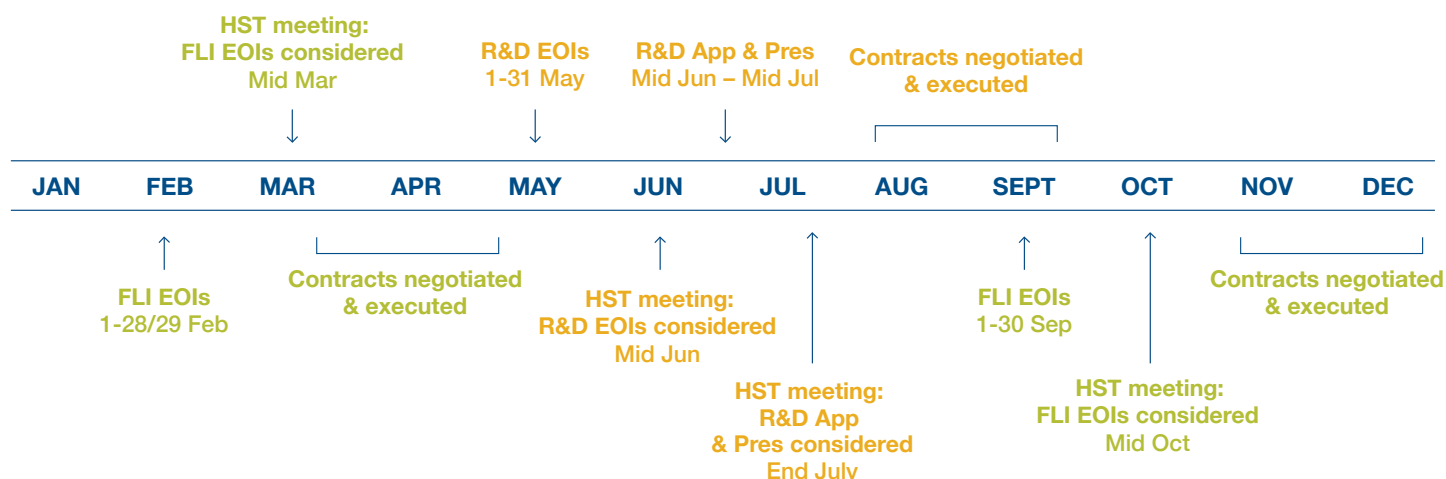 HST meeting:
FLI EOIs considered
Mid Mar
R&D EOIs
1-31 May
R&D App & Pres
Mid Jun – Mid Jul
Contracts negotiated
& executed
JAN FEB MAR APR MAY JUN JUL AUG SEPT OCT NOV DEC
FLI EOIs
1-28/29 Feb
Contracts negotiated
& executed
HST meeting:
R&D EOIs considered
Mid Jun
HST meeting:
R&D App
& Pres considered
End July
FLI EOIs
1-30 Sep
HST meeting:
FLI EOIs considered
Mid Oct
Contracts negotiated
& executed